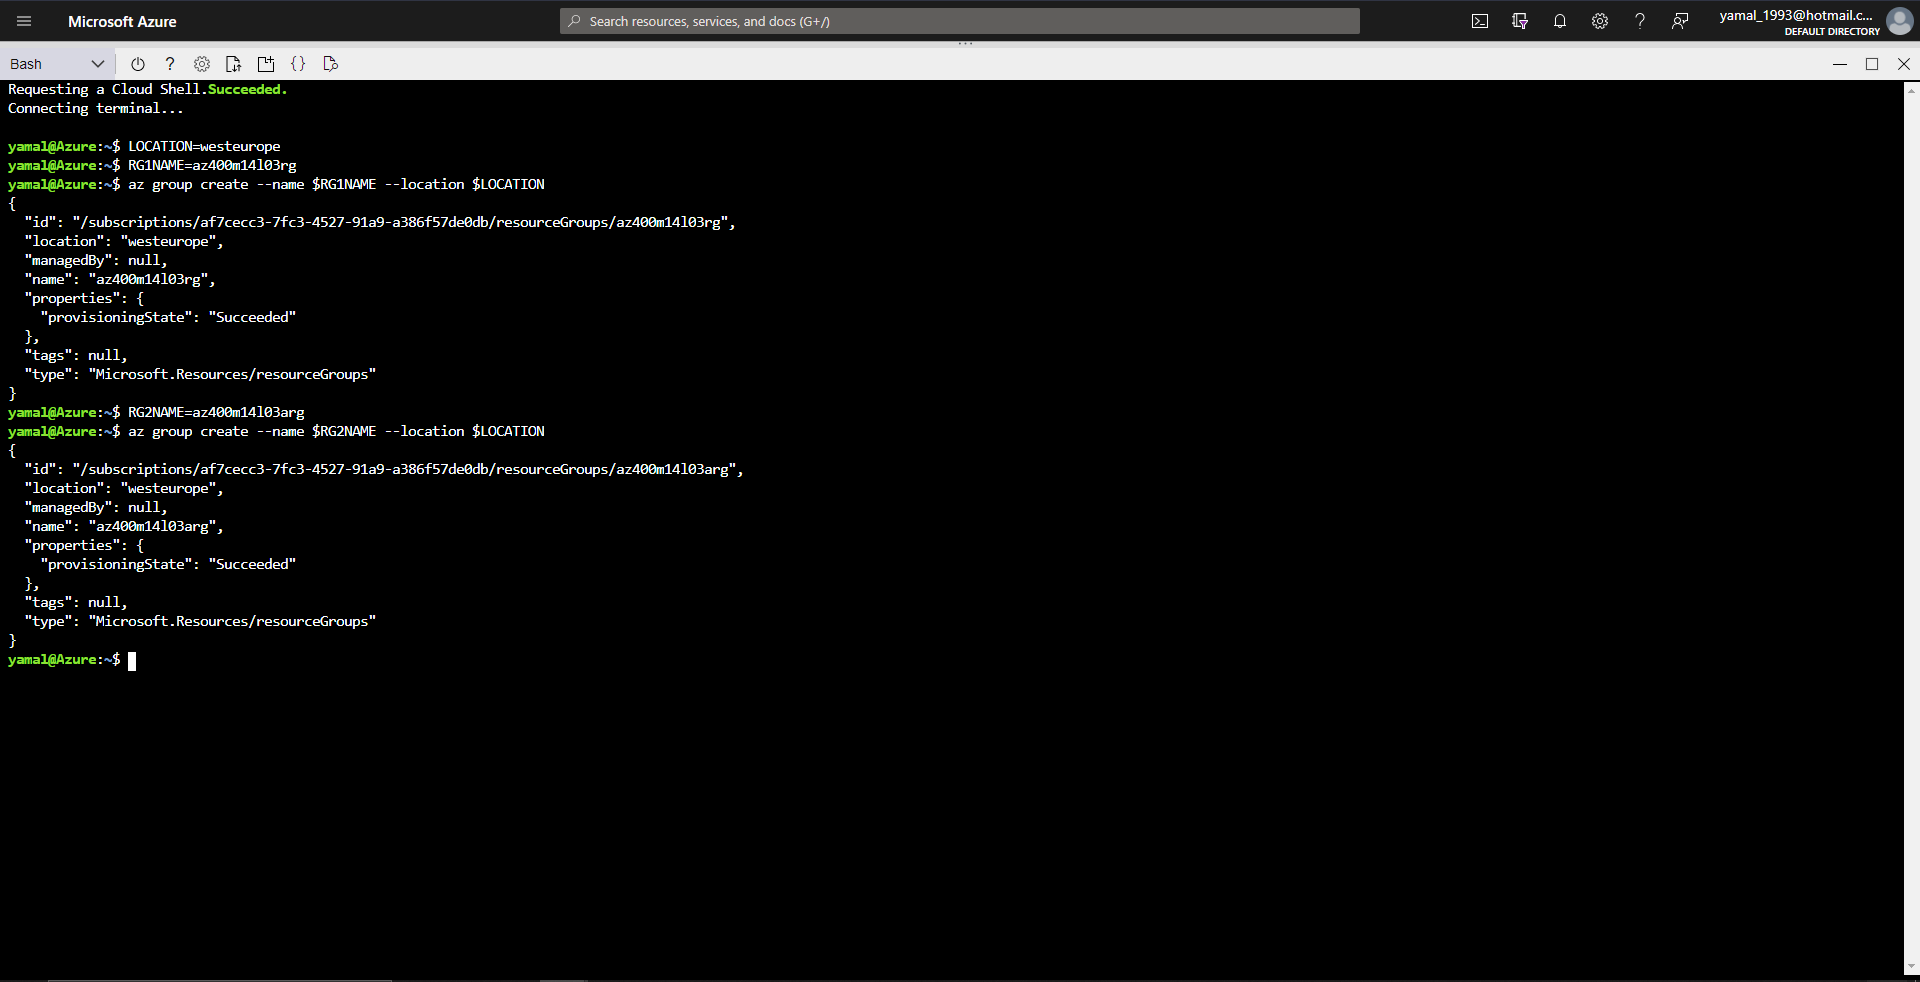 Microsoft Azure
Search resources, services, and docs (G+/)
yamal_1993@hotmail.c...
DEFAULT DIRECTORY
Bash
Requesting a Cloud Shell.Succeeded.
Connecting terminal...
yamal@Azure:~$ LOCATION=westeurope
yamal@Azure:~$ RG1NAME=az400m14l03rg
yamal@Azure:~$ az group create --name $RG1NAME --location $LOCATION
{
  "id": "/subscriptions/af7cecc3-7fc3-4527-91a9-a386f57de0db/resourceGroups/az400m14l03rg",
  "location": "westeurope",
  "managedBy": null,
  "name": "az400m14l03rg",
  "properties": {
    "provisioningState": "Succeeded"
  },
  "tags": null,
  "type": "Microsoft.Resources/resourceGroups"
}
yamal@Azure:~$ RG2NAME=az400m14l03arg
yamal@Azure:~$ az group create --name $RG2NAME --location $LOCATION
{
  "id": "/subscriptions/af7cecc3-7fc3-4527-91a9-a386f57de0db/resourceGroups/az400m14l03arg",
  "location": "westeurope",
  "managedBy": null,
  "name": "az400m14l03arg",
  "properties": {
    "provisioningState": "Succeeded"
  },
  "tags": null,
  "type": "Microsoft.Resources/resourceGroups"
}
yamal@Azure:~$